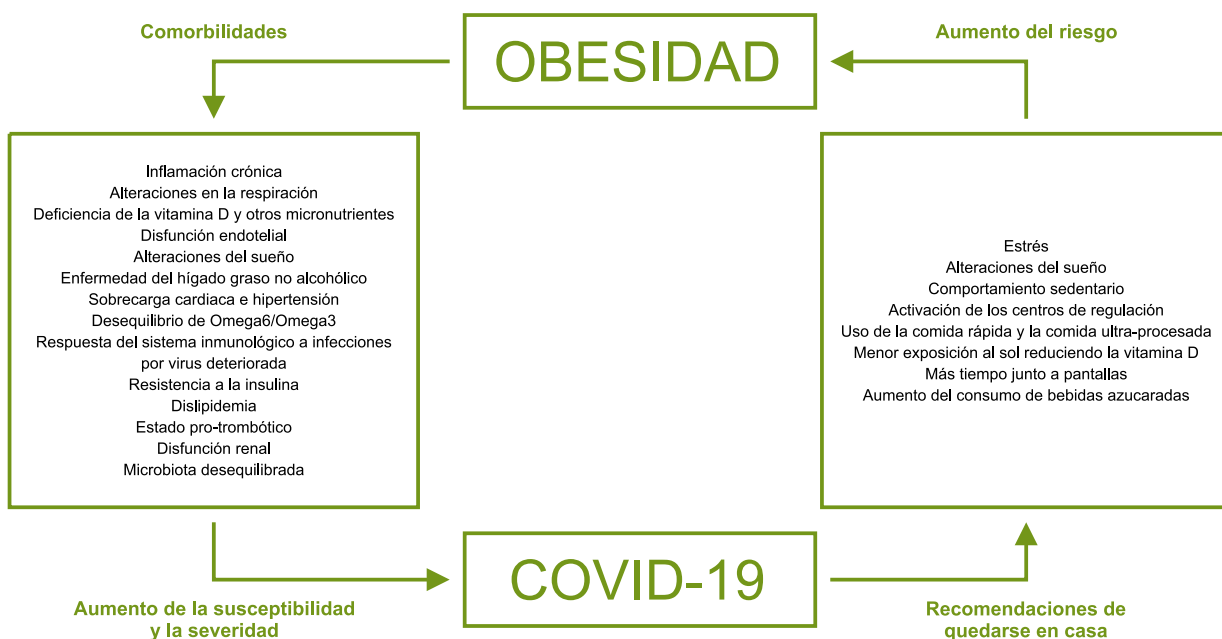 Comorbilidades
OBESIDAD
Aumento del riesgo
Inflamación crónica
Alteraciones en la respiración
Deficiencia de la vitamina D y otros micronutrientes
Disfunción endotelial
Alteraciones del sueño
Enfermedad del hígado graso no alcohólico
Sobrecarga cardiaca e hipertensión
Desequilibrio de Omega6/Omega3
Respuesta del sistema inmunológico a infecciones
por virus deteriorada
Resistencia a la insulina
Dislipidemia
Estado pro-trombótico
Disfunción renal
Microbiota desequilibrada
Estrés
Alteraciones del sueño
Comportamiento sedentario
Activación de los centros de regulación
Uso de la comida rápida y la comida ultra-procesada
Menor exposición al sol reduciendo la vitamina D
Más tiempo junto a pantallas
Aumento del consumo de bebidas azucaradas
Aumento de la susceptibilidad
y la severidad
COVID-19
Recomendaciones de
quedarse en casa